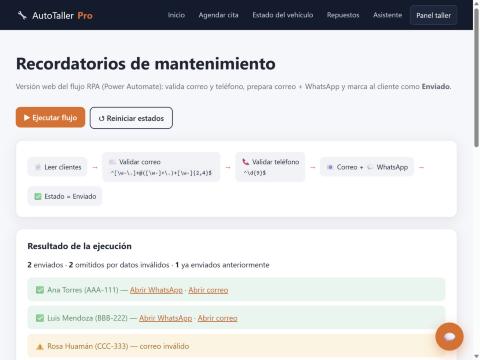 AutoTaller Pro
Inicio Agendar cita Estado del vehículo Repuestos Asistente Panel taller
Recordatorios de mantenimiento
Versión web del flujo RPA (Power Automate): valida correo y teléfono, prepara correo + WhatsApp y marca al cliente como Enviado.
▶ Ejecutar flujo ↺ Reiniciar estados
Leer clientes → Validar correo → Validar teléfono → Correo + WhatsApp →
^\d{9}$
Estado = Enviado
Resultado de la ejecución
2 enviados · 2 omitidos por datos inválidos · 1 ya enviados anteriormente
Ana Torres (AAA-111) — Abrir WhatsApp · Abrir correo
Luis Mendoza (BBB-222) — Abrir WhatsApp · Abrir correo
Rosa Huamán (CCC-333) — correo inválido